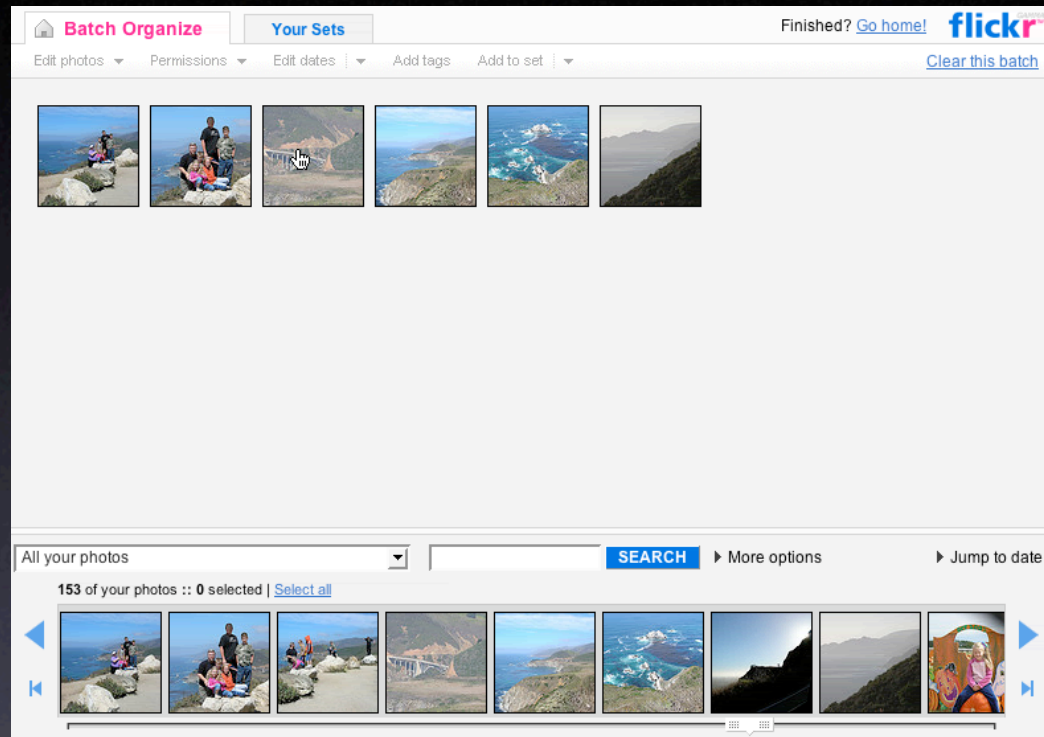 Batch Organize
Your Sets
Finished? Go home!
flickr
Edit photos
Permissions
Edit dates
Add tags
Add to set
Clear this batch
All your photos
SEARCH
More options
Jump to date
153 of your photos :: 0 selected | Select all